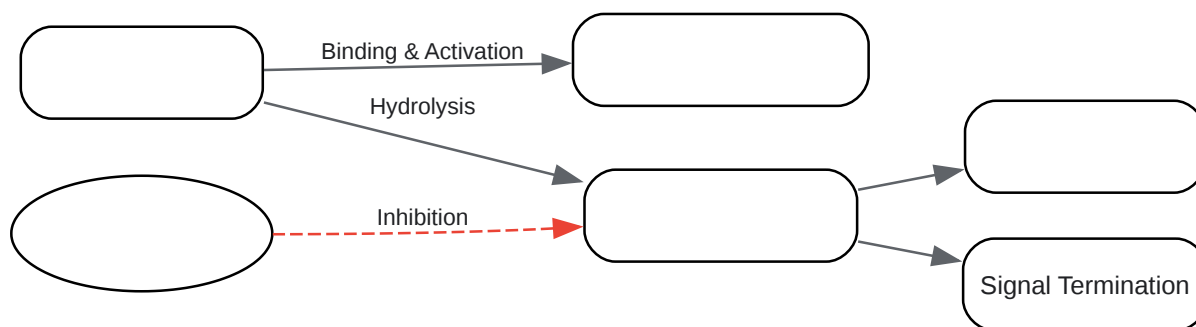 Binding & Activation
Hydrolysis
Inhibition
Signal Termination